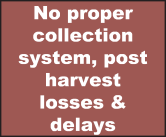 No proper
collection
system, post
harvest
losses &
delays